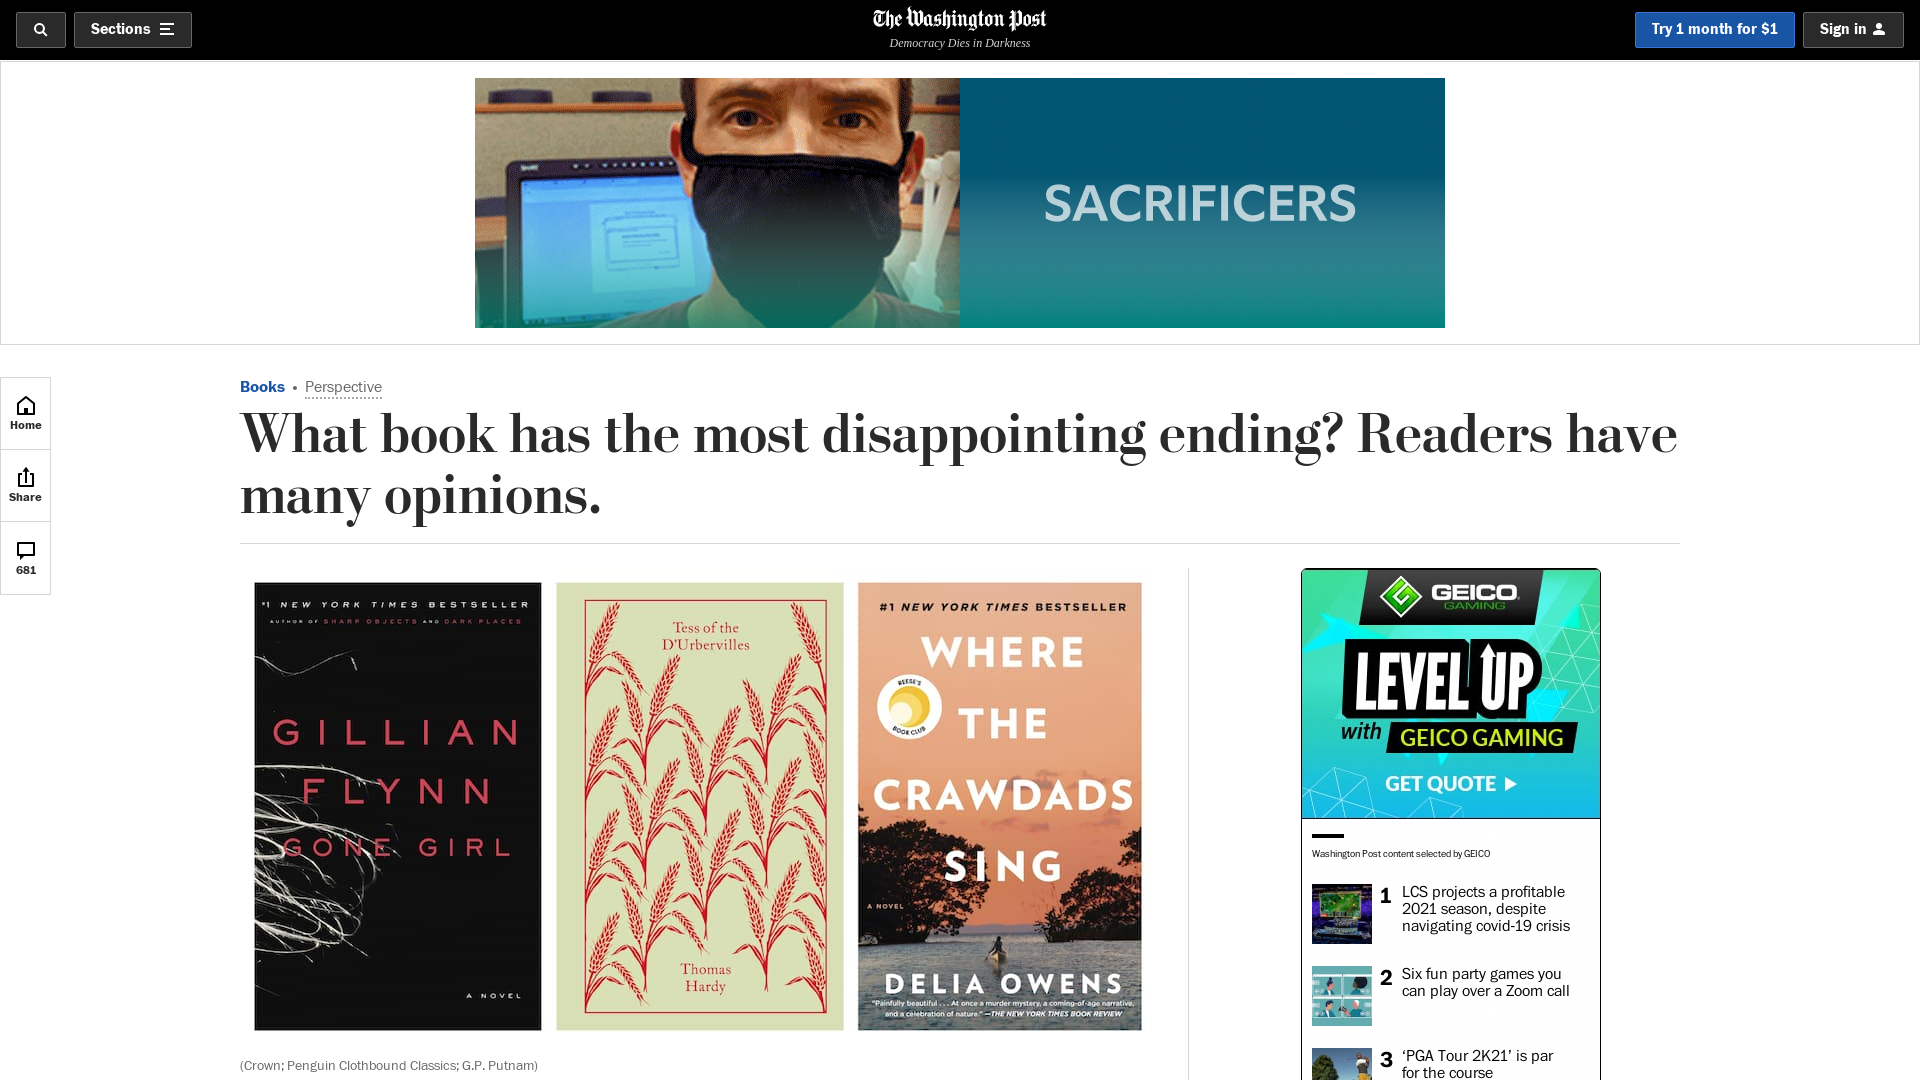 Sections
The Washington Post
Democracy Dies in Darkness
Try 1 month for $1
Sign in
SACRIFICERS
Home
Share
681
Books • Perspective
What book has the most disappointing ending? Readers have
many opinions.
#1 NEW YORK TIMES BESTSELLER
AUTHOR OF SHARP OBJECTS AND DARK PLACES
GILLIAN
FLYNN
GONE GIRL
A NOVEL
Tess of the
D'Urbervilles
Thomas
Hardy
#1 NEW YORK TIMES BESTSELLER
WHERE
REESE'S
BOOK CLUB
THE
CRAWDADS
SING
A NOVEL
DELIA OWENS
"Painfully beautiful . . . At once a murder mystery, a coming-of-age narrative,
and a celebration of nature." —THE NEW YORK TIMES BOOK REVIEW
(Crown; Penguin Clothbound Classics; G.P. Putnam)
GEICO
GAMING
LEVEL UP
with GEICO GAMING
GET QUOTE
Washington Post content selected by GEICO
1 LCS projects a profitable
2021 season, despite
navigating covid-19 crisis
2 Six fun party games you
can play over a Zoom call
3 ‘PGA Tour 2K21’ is par
for the course